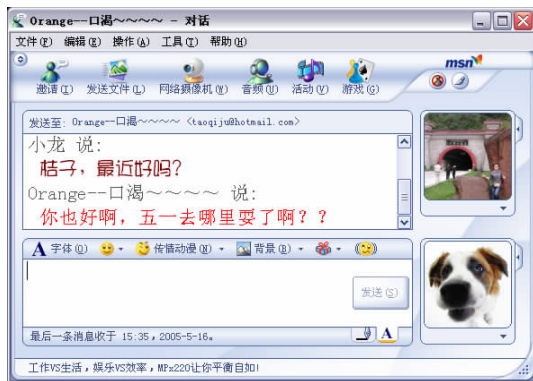 Orange--口渴～～～～ - 对话
文件(F) 编辑(E) 操作(A) 工具(T) 帮助(H)
msn
邀请(I) 发送文件(L) 网络摄像机(W) 音频(U) 活动(V) 游戏(G)
发送至: Orange--口渴～～～～ <taoqiju@hotmail.com>
小龙 说:
桔子，最近好吗?
Orange--口渴～～～～ 说:
你也好啊，五一去哪里耍了啊？？
A 字体(O) 传情动漫(N) 背景(B)
发送(S)
最后一条消息收于 15:35，2005-5-16。
A
工作VS生活，娱乐VS效率，MPx220让你平衡自如!